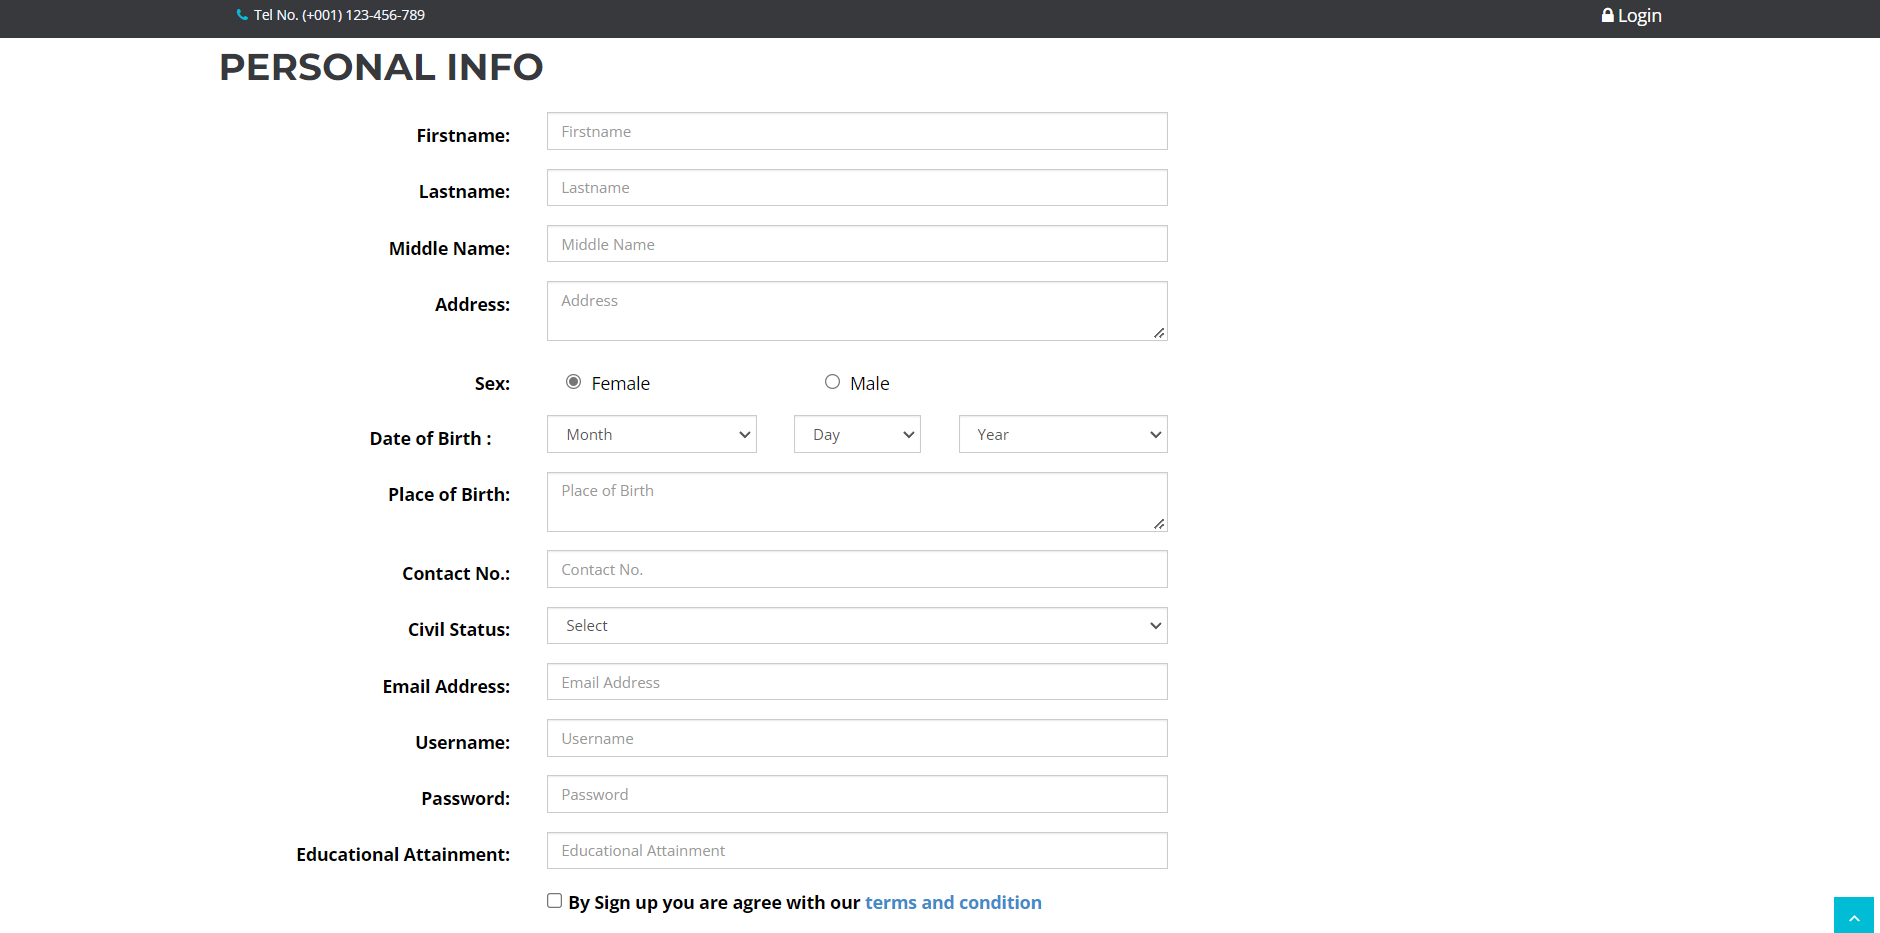 Tel No. (+001) 123-456-789 Login
PERSONAL INFO
Firstname: Firstname
Lastname: Lastname
Middle Name: Middle Name
Address: Address
Sex: Female Male
Date of Birth : Month Day Year
Place of Birth: Place of Birth
Contact No.: Contact No.
Civil Status: Select
Email Address: Email Address
Username: Username
Password: Password
Educational Attainment: Educational Attainment
By Sign up you are agree with our terms and condition